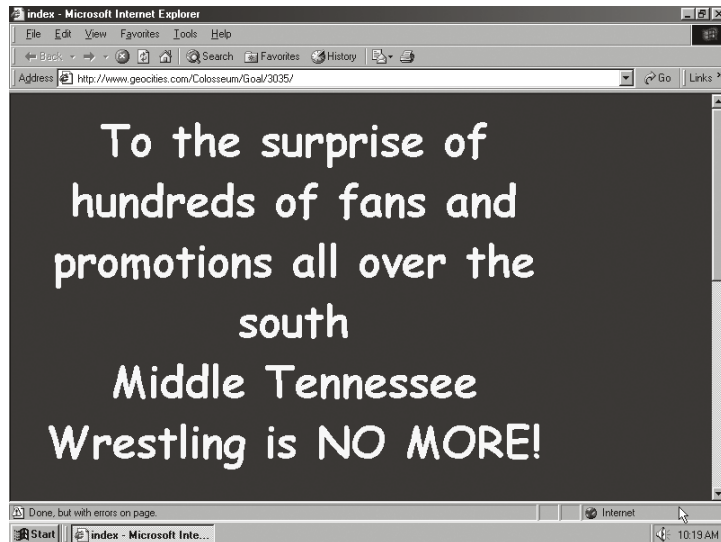 index - Microsoft Internet Explorer
File Edit View Favorites Tools Help
Back Search Favorites History
Address http://www.geocities.com/Colosseum/Goal/3035/ Go Links
To the surprise of
hundreds of fans and
promotions all over the
south
Middle Tennessee
Wrestling is NO MORE!
Done, but with errors on page. Internet
Start index - Microsoft Inte... 10:19 AM